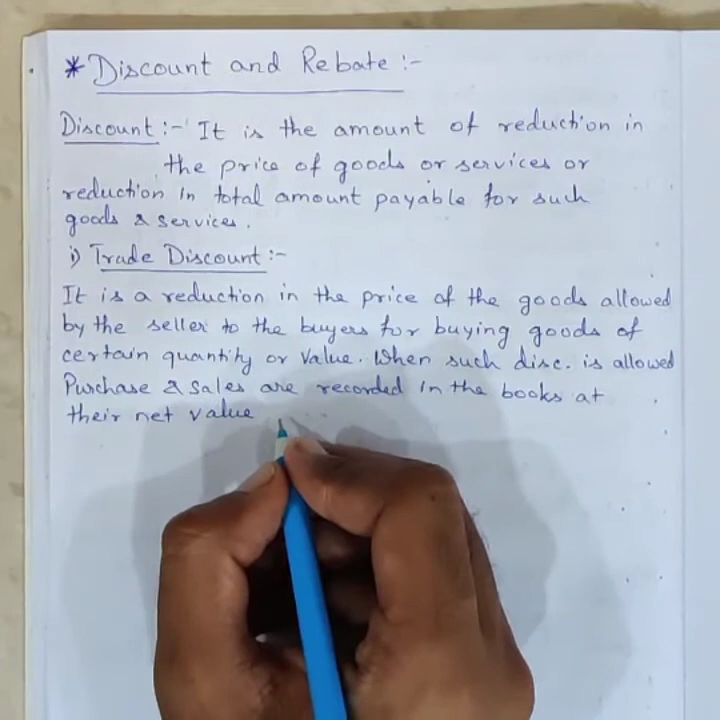 * Discount and Rebate :-
Discount :- It is the amount of reduction in
the price of goods or services or
reduction in total amount payable for such
goods & services.
i) Trade Discount :-
It is a reduction in the price of the goods allowed
by the seller to the buyers for buying goods of
certain quantity or value. When such disc. is allowed
Purchase & Sales are recorded in the books at
their net value